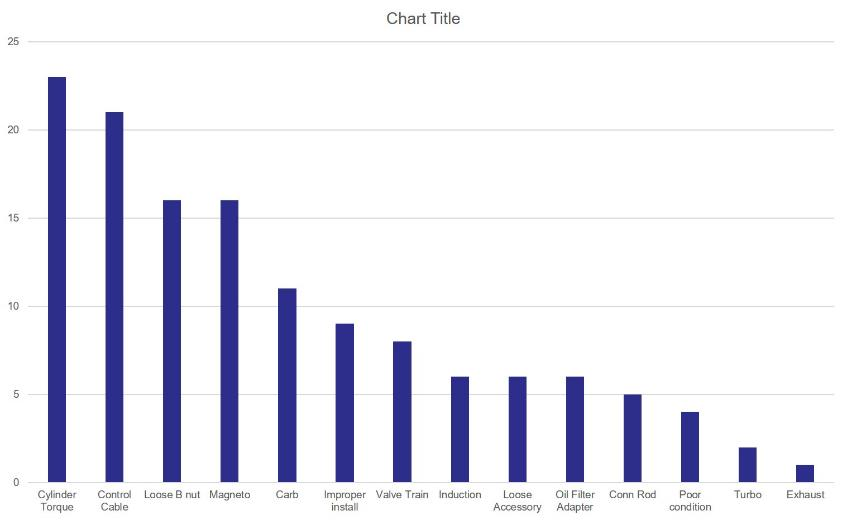 Chart Title
25
20
15
10
5
0
Cylinder Torque
Control Cable
Loose B nut
Magneto
Carb
Improper install
Valve Train
Induction
Loose Accessory
Oil Filter Adapter
Conn Rod
Poor condition
Turbo
Exhaust